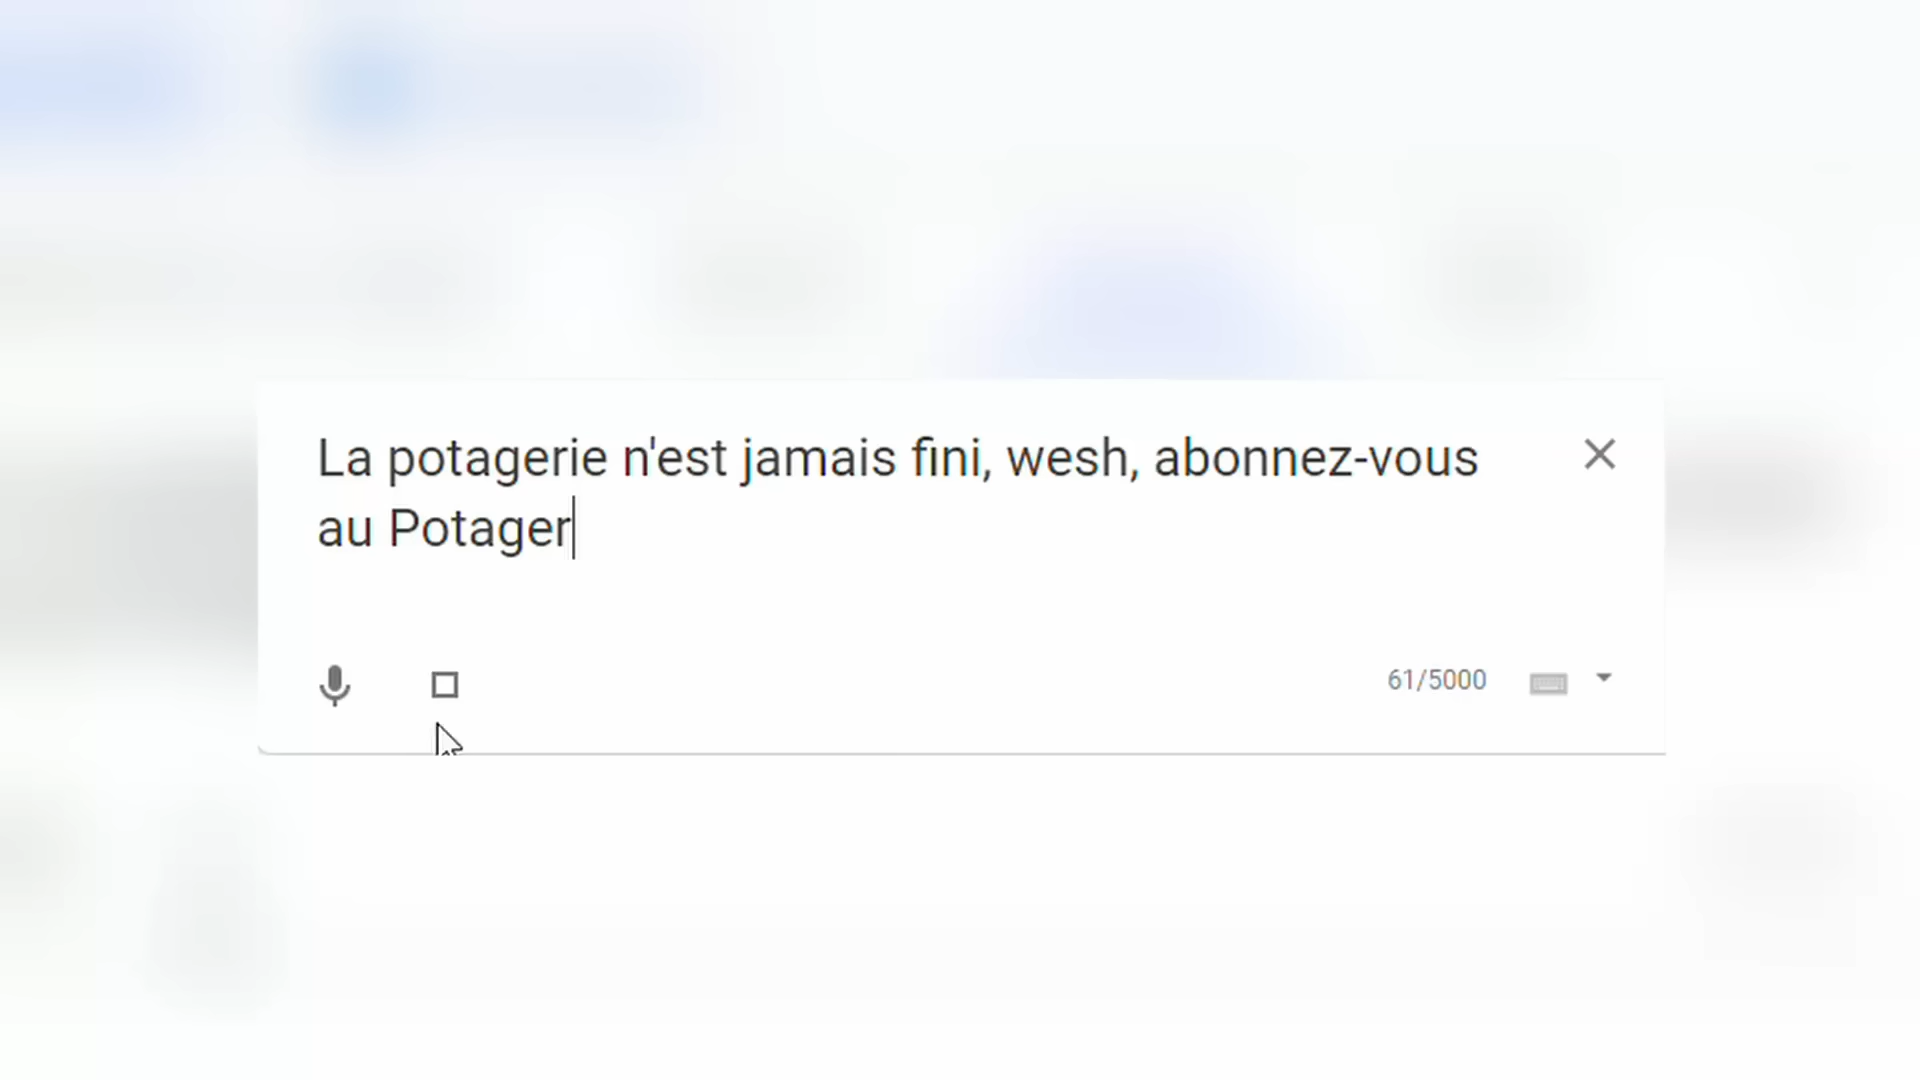 La potagerie n'est jamais fini, wesh, abonnez-vous
au Potager
61/5000